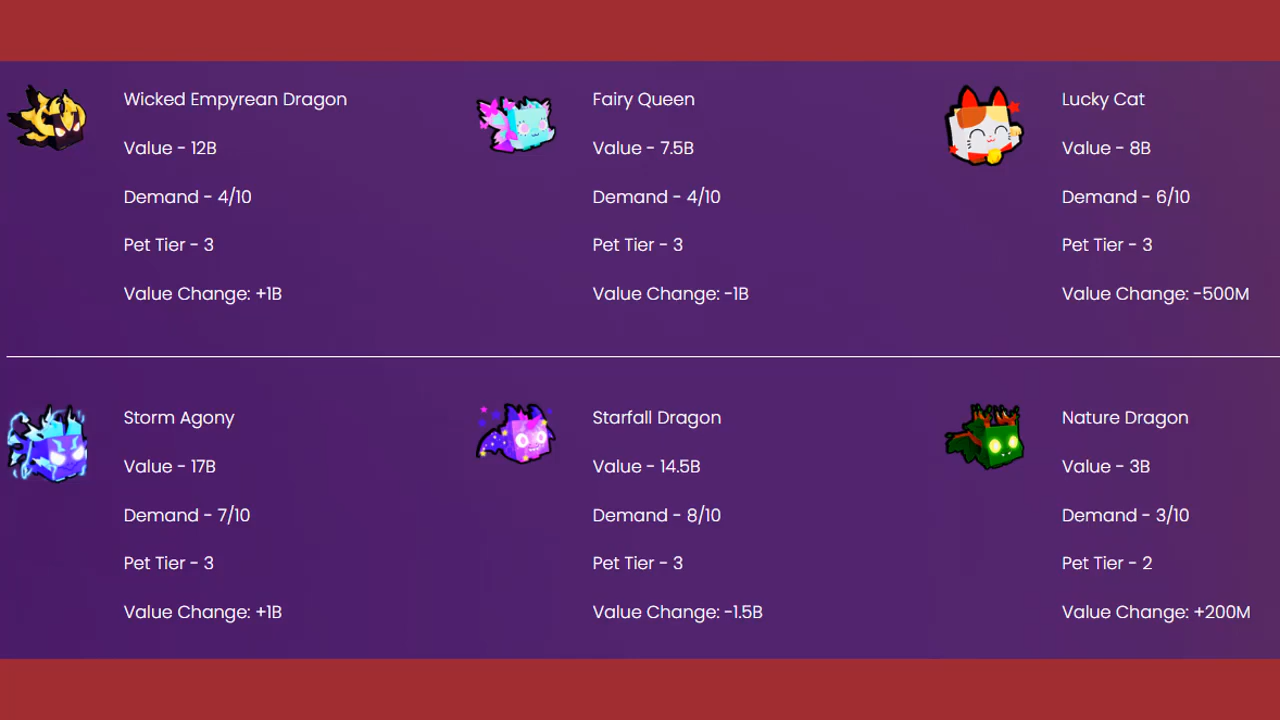 Wicked Empyrean Dragon
Value - 12B
Demand - 4/10
Pet Tier - 3
Value Change: +1B
Fairy Queen
Value - 7.5B
Demand - 4/10
Pet Tier - 3
Value Change: -1B
Lucky Cat
Value - 8B
Demand - 6/10
Pet Tier - 3
Value Change: -500M
Storm Agony
Value - 17B
Demand - 7/10
Pet Tier - 3
Value Change: +1B
Starfall Dragon
Value - 14.5B
Demand - 8/10
Pet Tier - 3
Value Change: -1.5B
Nature Dragon
Value - 3B
Demand - 3/10
Pet Tier - 2
Value Change: +200M